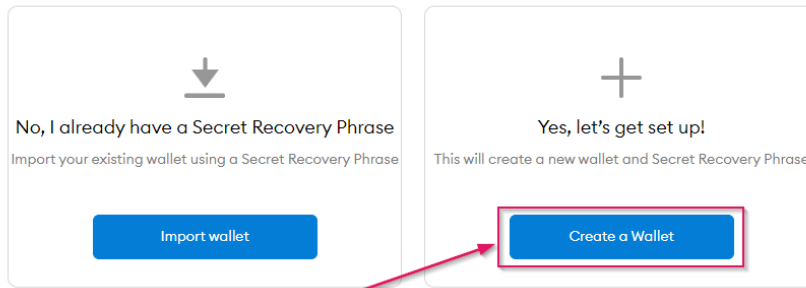 No, I already have a Secret Recovery Phrase
Import your existing wallet using a Secret Recovery Phrase
Import wallet
Yes, let’s get set up!
This will create a new wallet and Secret Recovery Phrase
Create a Wallet